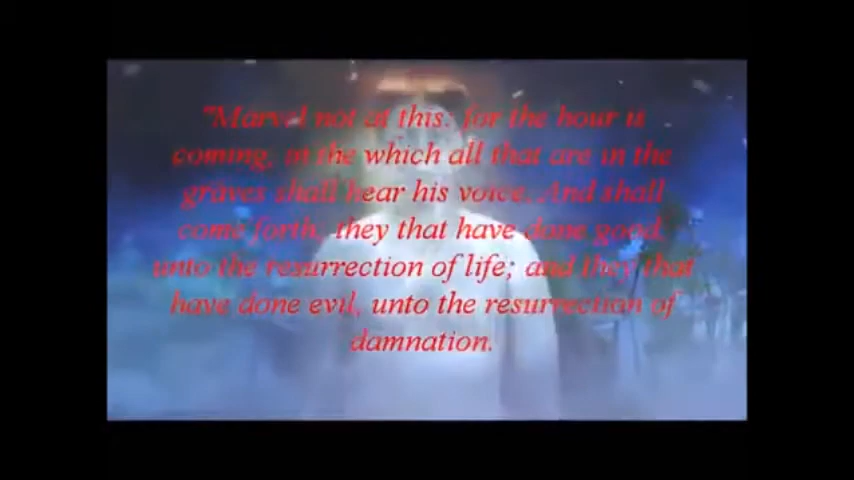 "Marvel not at this: for the hour is
coming, in the which all that are in the
graves shall hear his voice. And shall
come forth; they that have done good,
unto the resurrection of life; and they that
have done evil, unto the resurrection of
damnation.